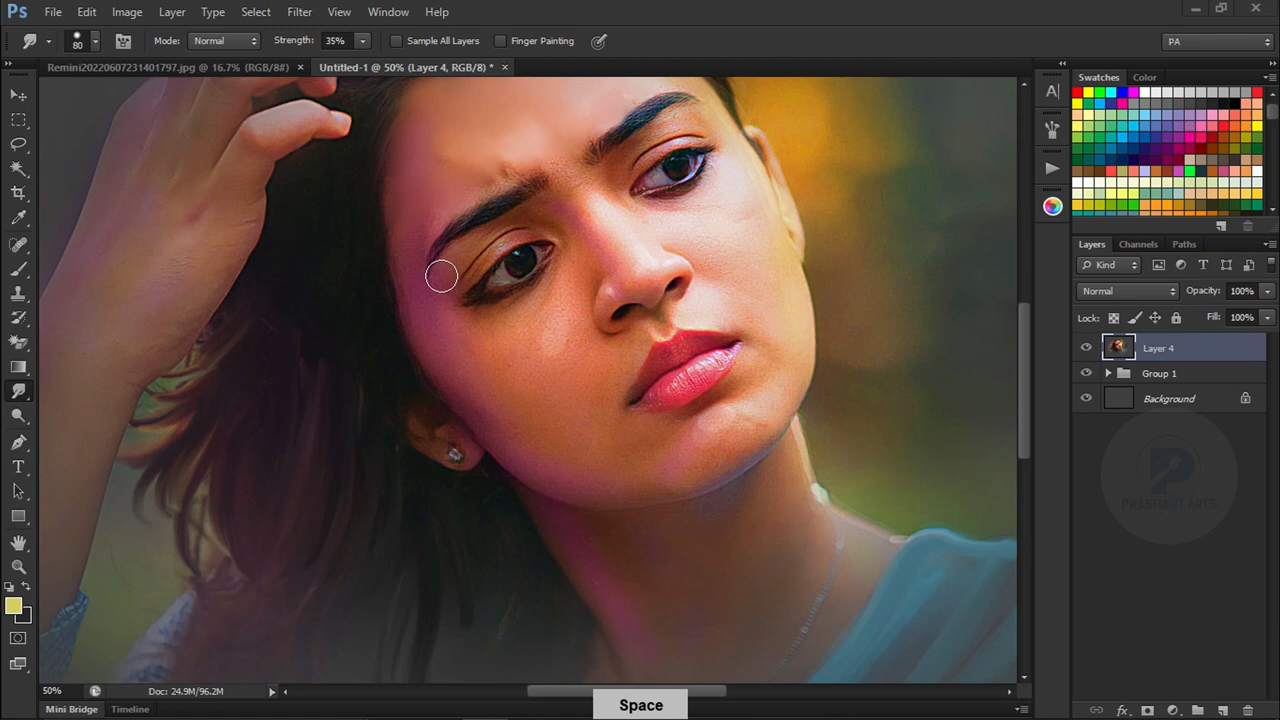 Ps File Edit Image Layer Type Select Filter View Window Help
80 Mode: Normal Strength: 35% Sample All Layers Finger Painting PA
Remini20220607231401797.jpg @ 16.7% (RGB/8#) × Untitled-1 @ 50% (Layer 4, RGB/8) * ×
Swatches Color
Layers Channels Paths
Kind
Normal Opacity: 100%
Lock: Fill: 100%
Layer 4
Group 1
Background
P
PRASHANT ARTS
50% Doc: 24.9M/96.2M
Space
Mini Bridge Timeline